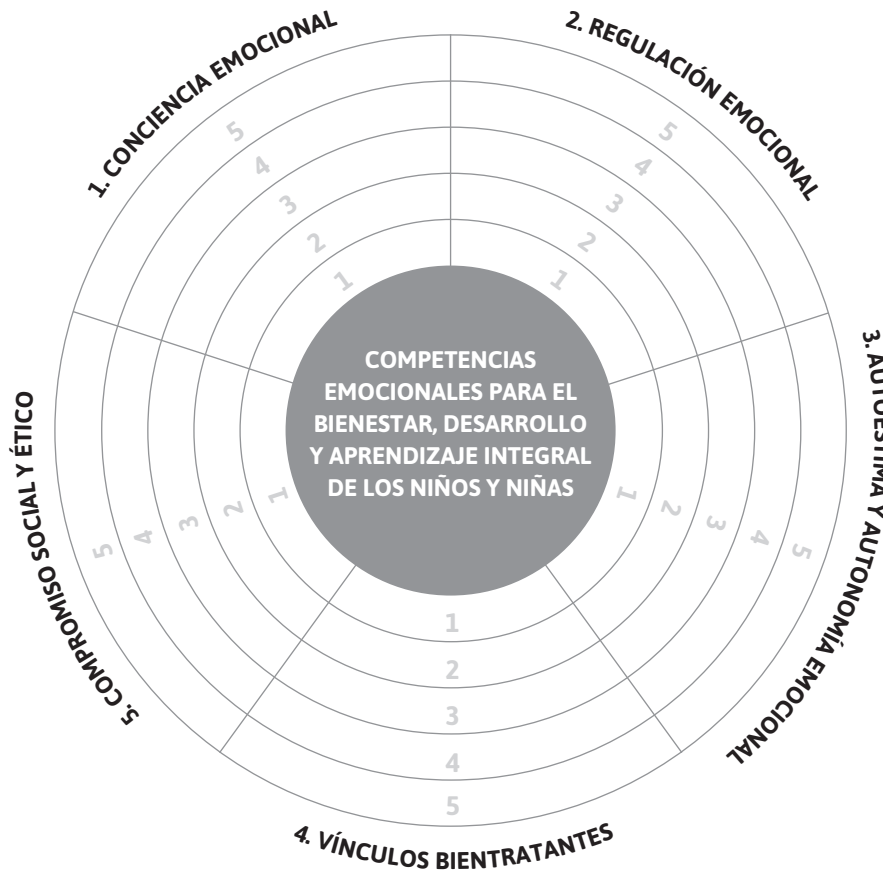 1. CONCIENCIA EMOCIONAL
5
4
3
2
1
2. REGULACIÓN EMOCIONAL
5
4
3
2
1
3. AUTOESTIMA Y AUTONOMÍA EMOCIONAL
1
2
3
4
5
4. VÍNCULOS BIENTRATANTES
1
2
3
4
5
5. COMPROMISO SOCIAL Y ÉTICO
5
4
3
2
1
COMPETENCIAS
EMOCIONALES PARA EL
BIENESTAR, DESARROLLO
Y APRENDIZAJE INTEGRAL
DE LOS NIÑOS Y NIÑAS